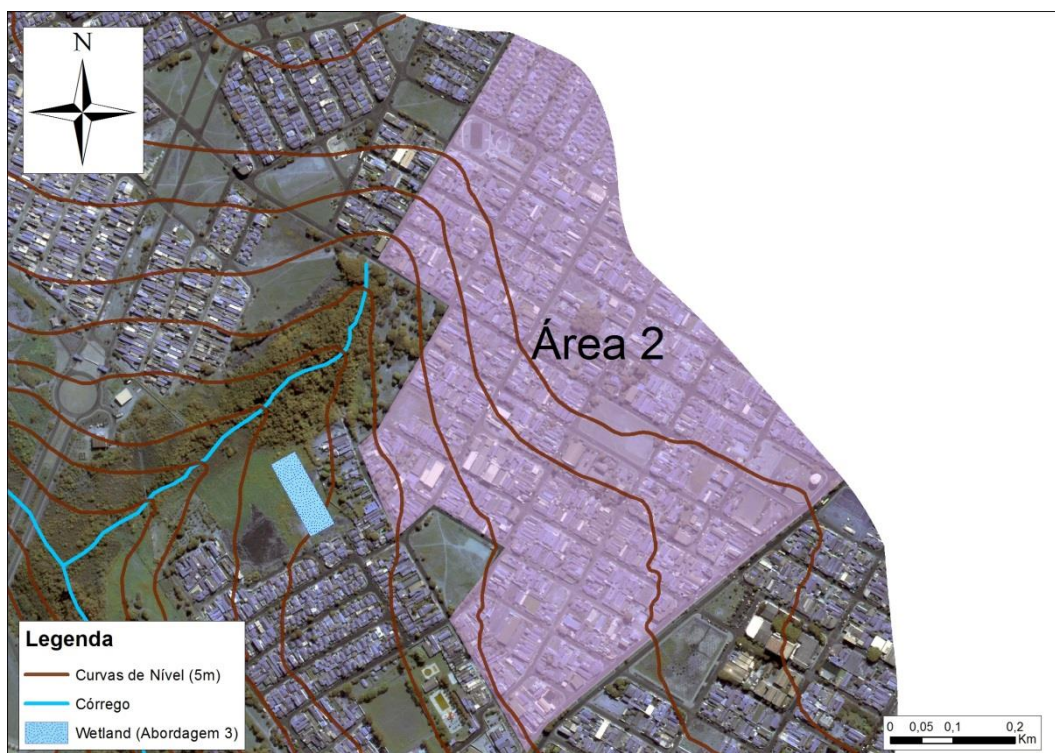 N
Área 2
Legenda
Curvas de Nível (5m)
Córrego
Wetland (Abordagem 3)
0 0,05 0,1 0,2
Km